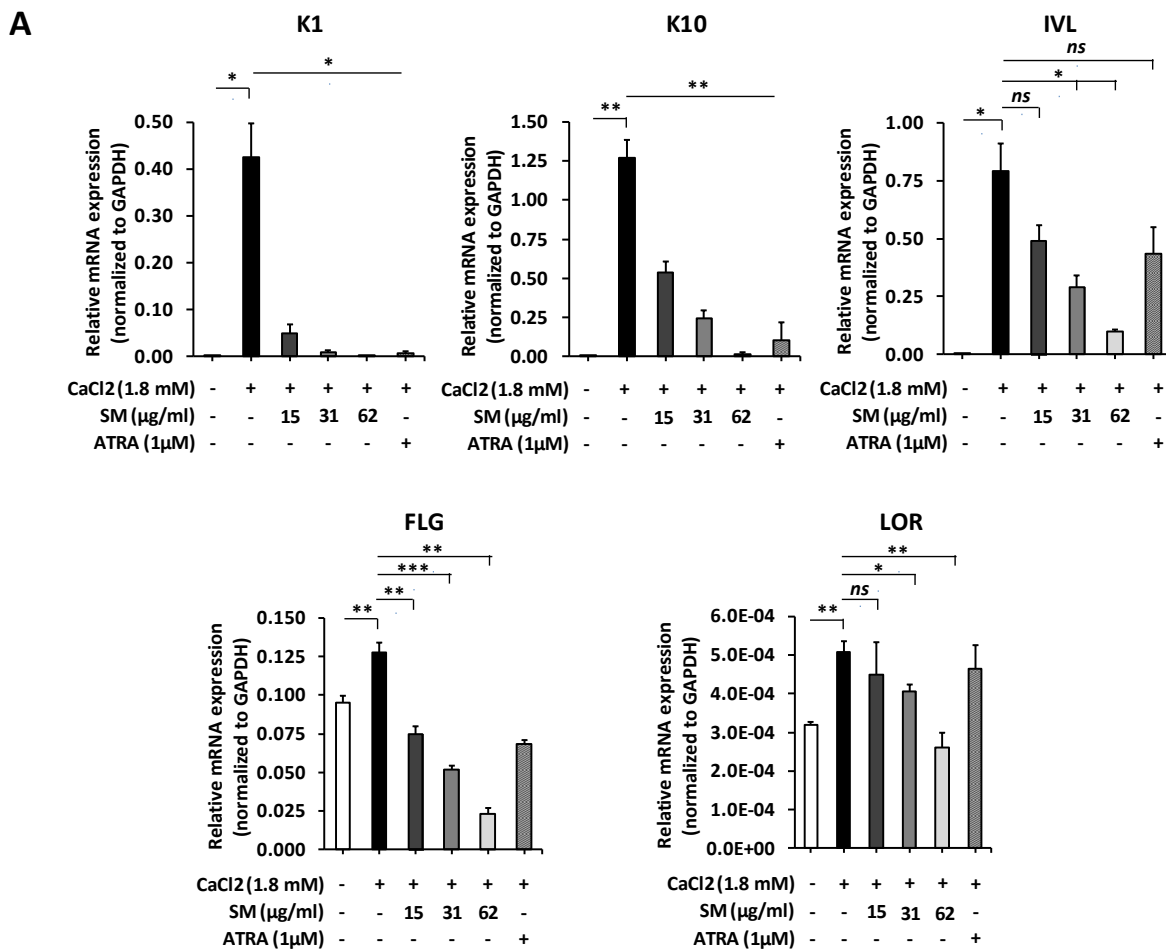 A
K1
*
*
Relative mRNA expression
(normalized to GAPDH)
0.50
0.40
0.30
0.20
0.10
0.00
CaCl2 (1.8 mM) - + + + + +
SM (µg/ml) - - 15 31 62 -
ATRA (1µM) - - - - - +
K10
**
**
Relative mRNA expression
(normalized to GAPDH)
1.50
1.25
1.00
0.75
0.50
0.25
0.00
CaCl2 (1.8 mM) - + + + + +
SM (µg/ml) - - 15 31 62 -
ATRA (1µM) - - - - - +
IVL
ns
*
ns
*
Relative mRNA expression
(normalized to GAPDH)
1.00
0.75
0.50
0.25
0.00
CaCl2 (1.8 mM) - + + + + +
SM (µg/ml) - - 15 31 62 -
ATRA (1µM) - - - - - +
FLG
**
***
**
**
Relative mRNA expression
(normalized to GAPDH)
0.150
0.125
0.100
0.075
0.050
0.025
0.000
CaCl2 (1.8 mM) - + + + + +
SM (µg/ml) - - 15 31 62 -
ATRA (1µM) - - - - - +
LOR
**
*
ns
**
Relative mRNA expression
(normalized to GAPDH)
6.0E-04
5.0E-04
4.0E-04
3.0E-04
2.0E-04
1.0E-04
0.0E+00
CaCl2 (1.8 mM) - + + + + +
SM (µg/ml) - - 15 31 62 -
ATRA (1µM) - - - - - +